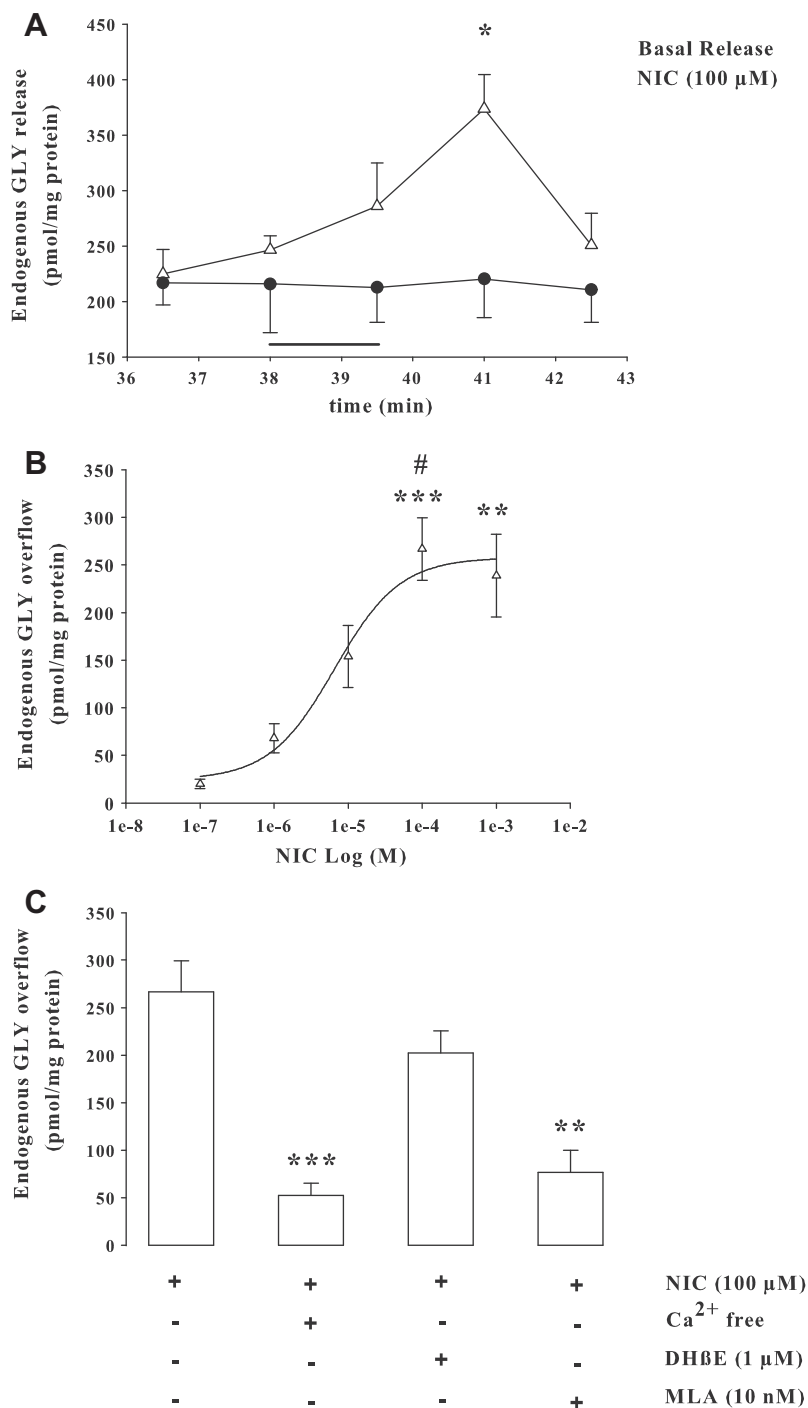 A
450
400
350
300
250
200
150
Endogenous GLY release
(pmol/mg protein)
*
Basal Release
NIC (100 µM)
36 37 38 39 40 41 42 43
time (min)
B
350
300
250
200
150
100
50
0
Endogenous GLY overflow
(pmol/mg protein)
#
*** **
1e-8 1e-7 1e-6 1e-5 1e-4 1e-3 1e-2
NIC Log (M)
C
350
300
250
200
150
100
50
0
Endogenous GLY overflow
(pmol/mg protein)
*** **
+ + + + NIC (100 µM)
- + - - Ca2+ free
- - + - DHßE (1 µM)
- - - + MLA (10 nM)